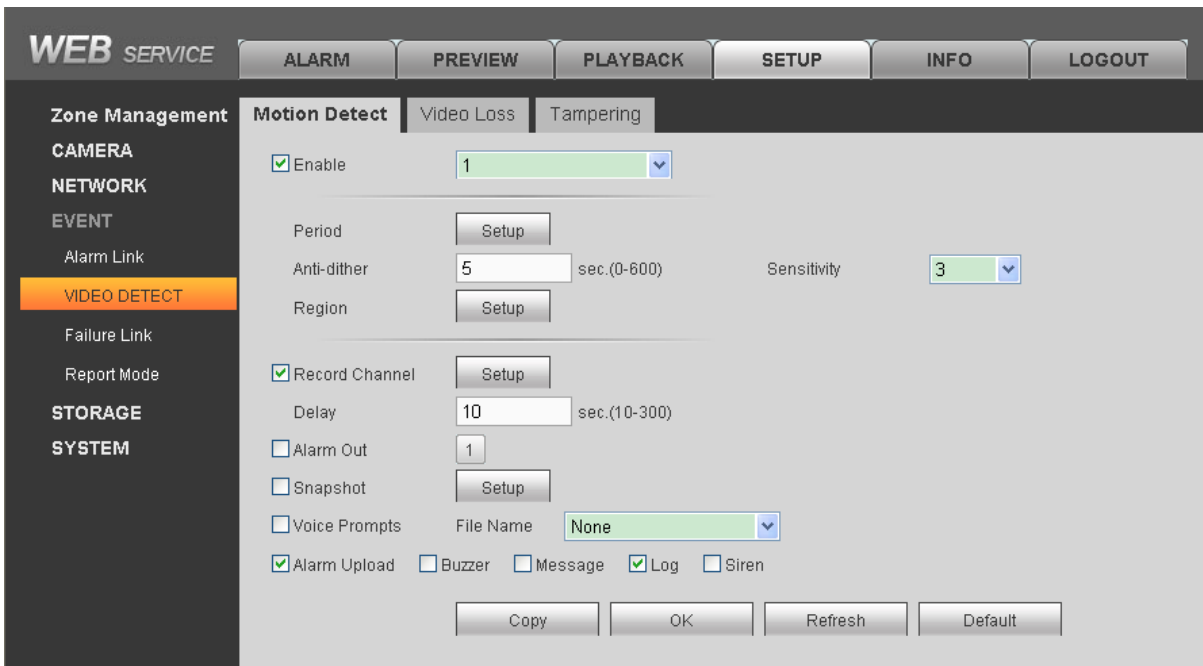 WEB SERVICE
ALARM PREVIEW PLAYBACK SETUP INFO LOGOUT
Zone Management
CAMERA
NETWORK
EVENT
Alarm Link
VIDEO DETECT
Failure Link
Report Mode
STORAGE
SYSTEM
Motion Detect Video Loss Tampering
Enable 1
Period Setup
Anti-dither 5 sec.(0-600) Sensitivity 3
Region Setup
Record Channel Setup
Delay 10 sec.(10-300)
Alarm Out 1
Snapshot Setup
Voice Prompts File Name None
Alarm Upload Buzzer Message Log Siren
Copy OK Refresh Default